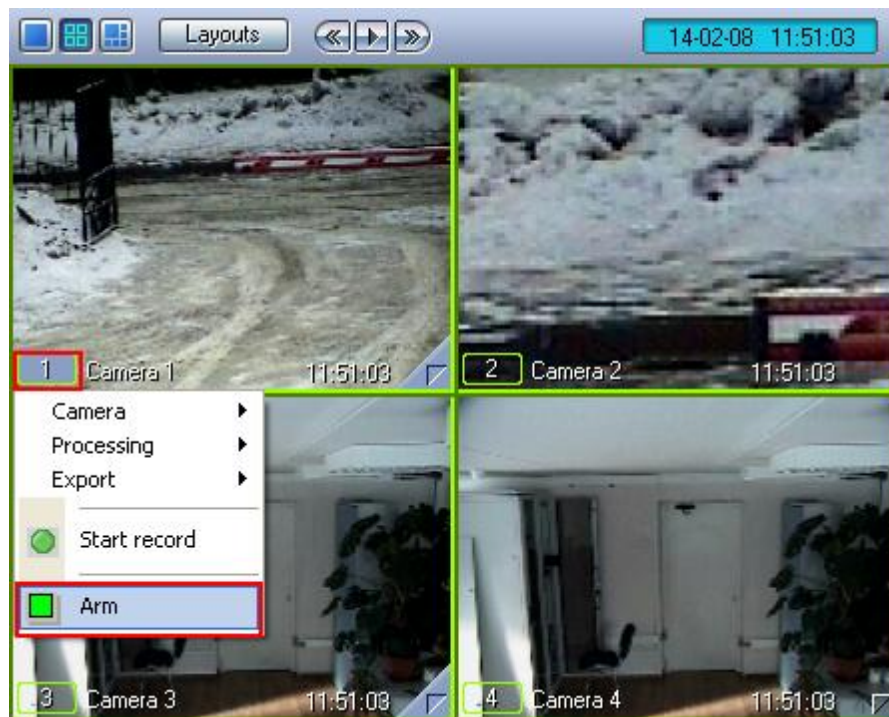 Layouts
14-02-08 11:51:03
1 Camera 1 11:51:03
2 Camera 2 11:51:03
Camera
Processing
Export
Start record
Arm
3 Camera 3 11:51:03
4 Camera 4 11:51:03